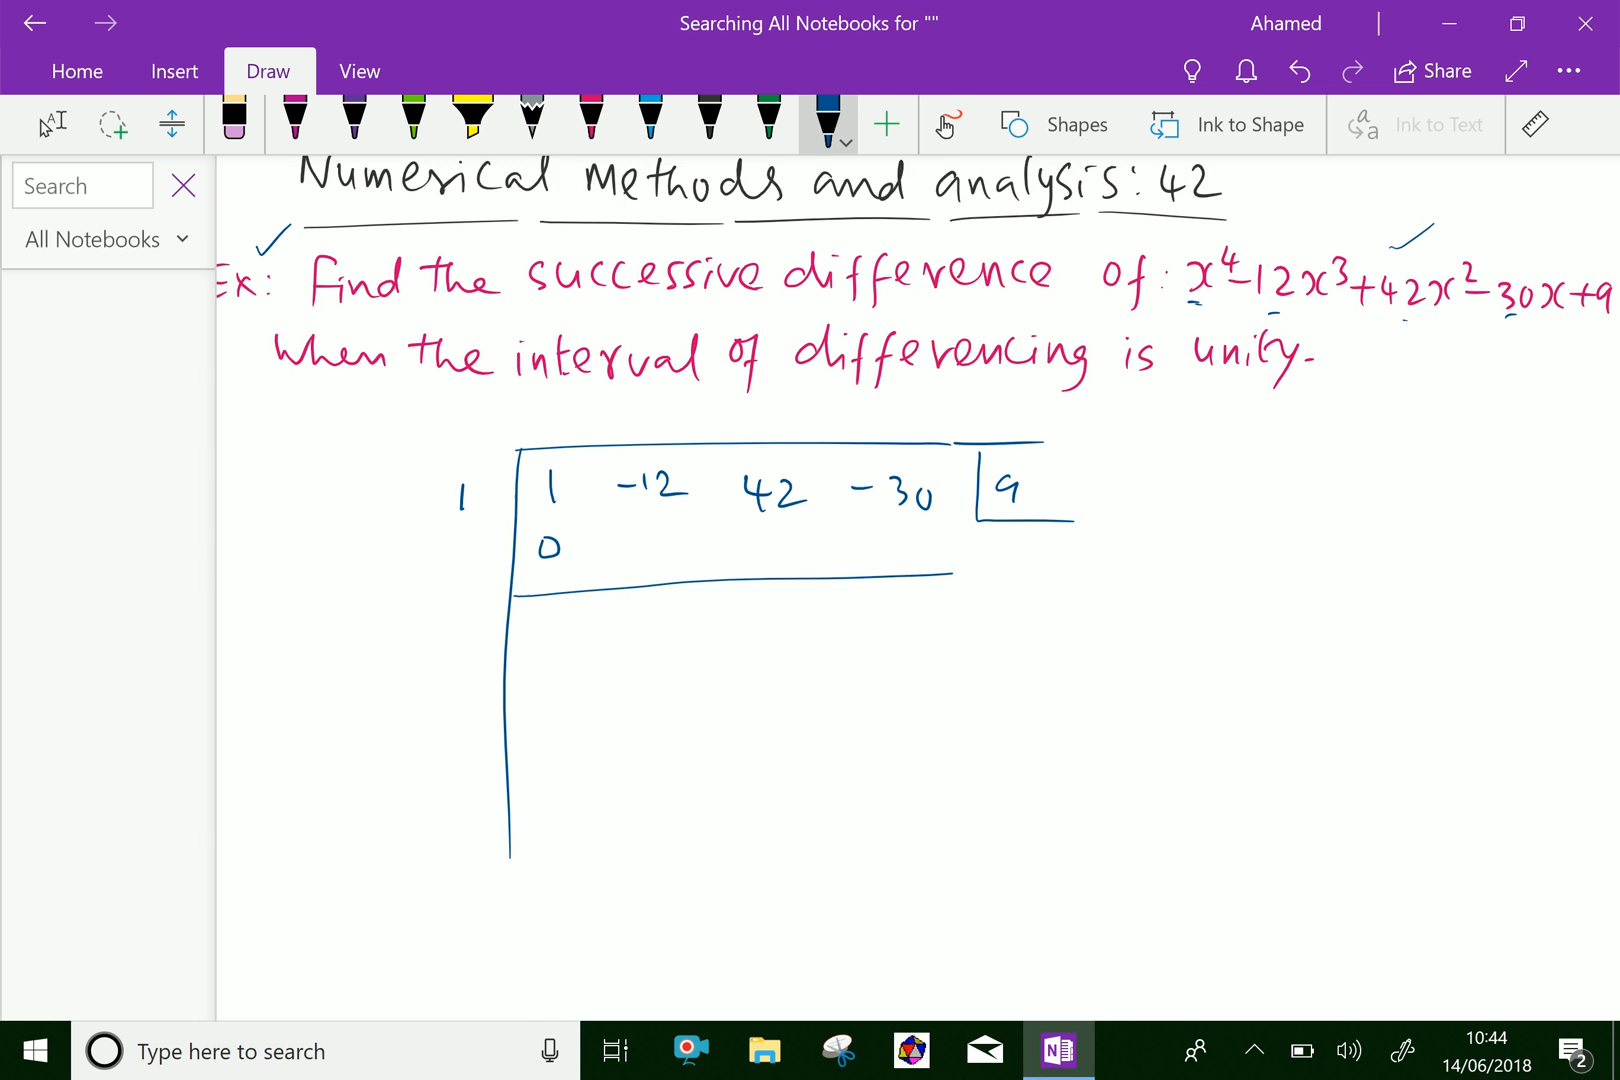 Searching All Notebooks for ""
Ahamed
Home Insert Draw View
Share
Shapes Ink to Shape Ink to Text
Search
All Notebooks
Numerical Methods and analysis: 42
Ex: Find the successive difference of: x⁴-12x³+42x²-30x+9
When the interval of differencing is unity.
1 1 -12 42 -30 9
0
Type here to search
10:44
14/06/2018
2